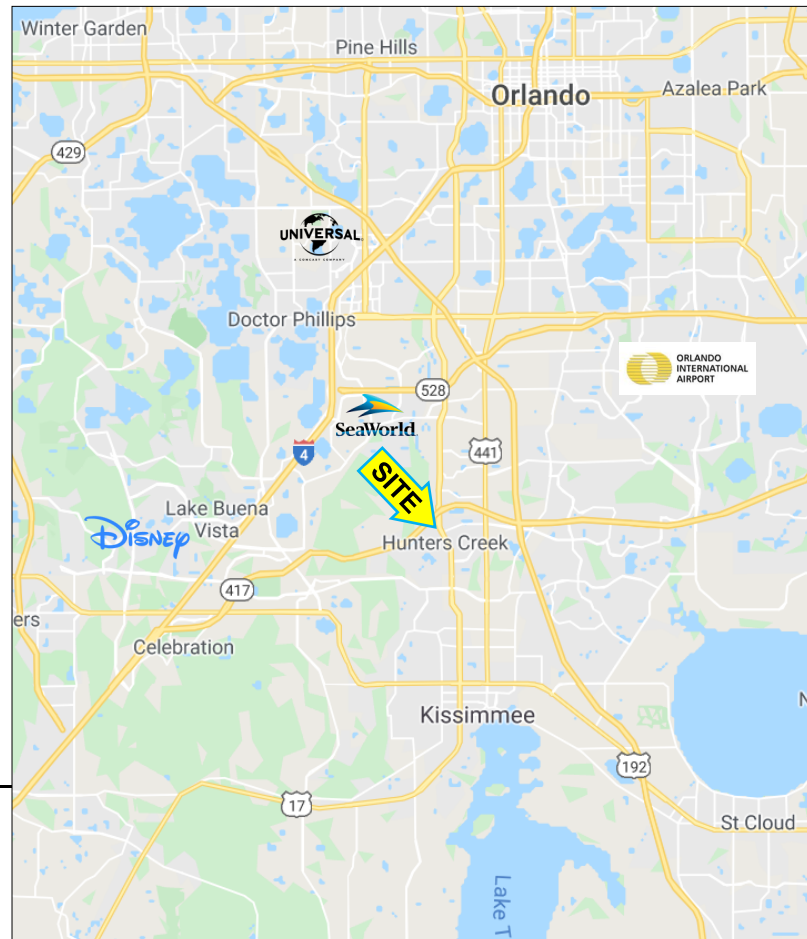 Winter Garden
Pine Hills
Orlando
Azalea Park
429
UNIVERSAL
A COMCAST COMPANY
Doctor Phillips
ORLANDO
INTERNATIONAL
AIRPORT
528
SeaWorld
441
4
SITE
Lake Buena
Vista
Disney
Hunters Creek
417
ers
Celebration
N
Kissimmee
192
17
St Cloud
Lake T